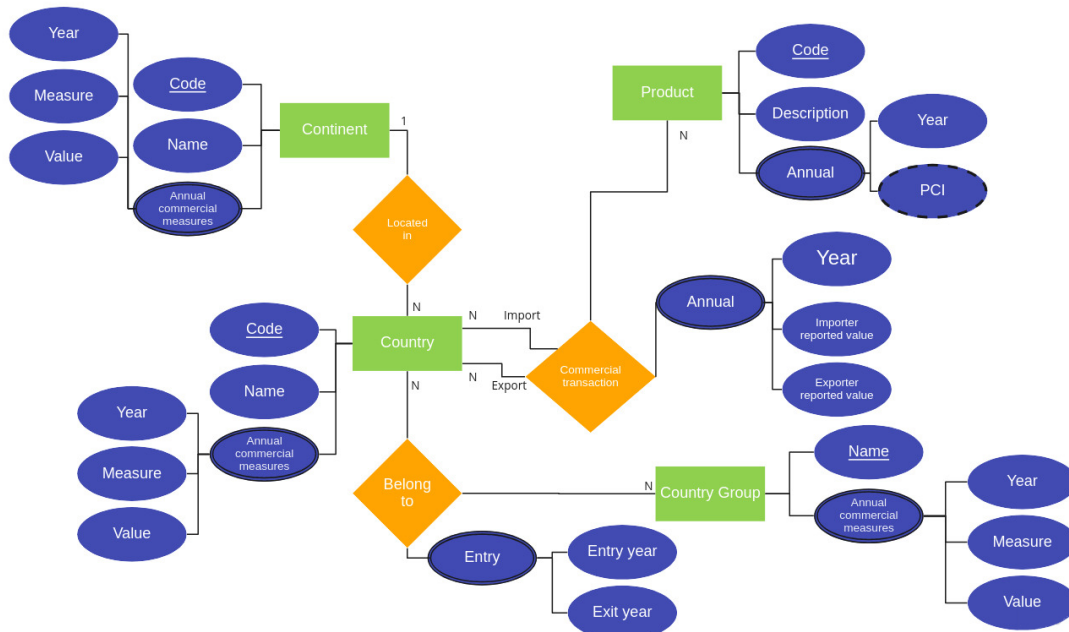 Year
Measure
Value
Code
Name
Annual
commercial
measures
Continent
1
Located
in
N
Product
N
Code
Description
Annual
Year
PCI
Country
N
Import
N
Export
N
Commercial
transaction
Annual
Year
Importer
reported value
Exporter
reported value
Code
Name
Annual
commercial
measures
Year
Measure
Value
Belong
to
N
Country Group
Name
Annual
commercial
measures
Year
Measure
Value
Entry
Entry year
Exit year